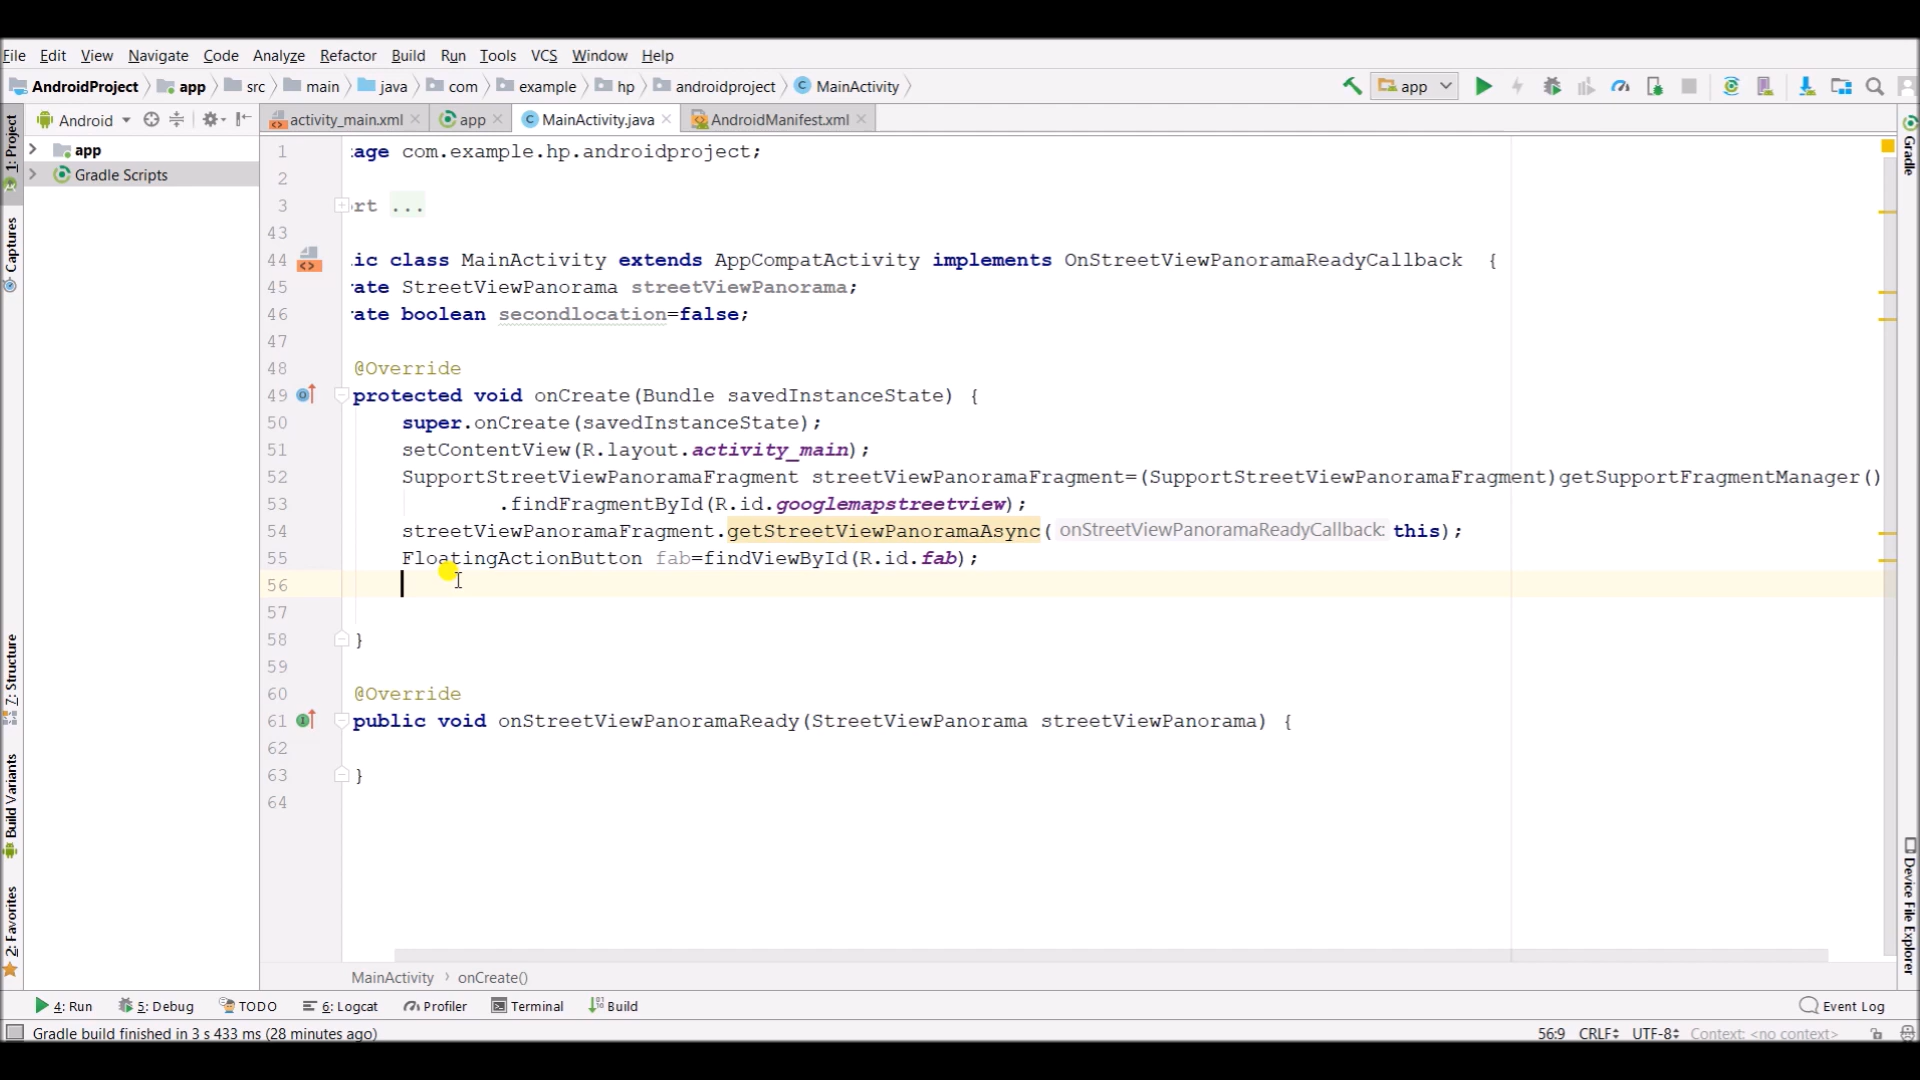 File Edit View Navigate Code Analyze Refactor Build Run Tools VCS Window Help
AndroidProject app src main java com example hp androidproject MainActivity app
Android activity_main.xml app MainActivity.java AndroidManifest.xml
app
Gradle Scripts
1: Project
Captures
7: Structure
Build Variants
2: Favorites
1 age com.example.hp.androidproject;
2
3 rt ...
43
44 ic class MainActivity extends AppCompatActivity implements OnStreetViewPanoramaReadyCallback {
45 ate StreetViewPanorama streetViewPanorama;
46 ate boolean secondlocation=false;
47
48 @Override
49 protected void onCreate(Bundle savedInstanceState) {
50 super.onCreate(savedInstanceState);
51 setContentView(R.layout.activity_main);
52 SupportStreetViewPanoramaFragment streetViewPanoramaFragment=(SupportStreetViewPanoramaFragment)getSupportFragmentManager()
53 .findFragmentById(R.id.googlemapstreetview);
54 streetViewPanoramaFragment.getStreetViewPanoramaAsync( onStreetViewPanoramaReadyCallback: this);
55 FloatingActionButton fab=findViewById(R.id.fab);
56
57
58 }
59
60 @Override
61 public void onStreetViewPanoramaReady(StreetViewPanorama streetViewPanorama) {
62
63 }
64
Gradle
Device File Explorer
MainActivity › onCreate()
4: Run 5: Debug TODO 6: Logcat Profiler Terminal Build Event Log
Gradle build finished in 3 s 433 ms (28 minutes ago) 56:9 CRLF UTF-8 Context: <no context>